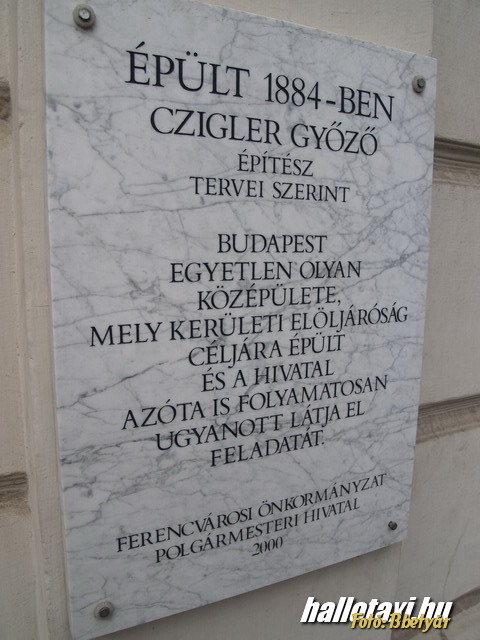 ÉPÜLT 1884-BEN
CZIGLER GYŐZŐ
ÉPÍTÉSZ
TERVEI SZERINT
BUDAPEST
EGYETLEN OLYAN
KÖZÉPÜLETE,
MELY KERÜLETI ELÖLJÁRÓSÁG
CÉLJÁRA ÉPÜLT
ÉS A HIVATAL
AZÓTA IS FOLYAMATOSAN
UGYANOTT LÁTJA EL
FELADATÁT.
FERENCVÁROSI ÖNKORMÁNYZAT
POLGÁRMESTERI HIVATAL
2000
hallotaxi.hu
Fotó: Bbetyár